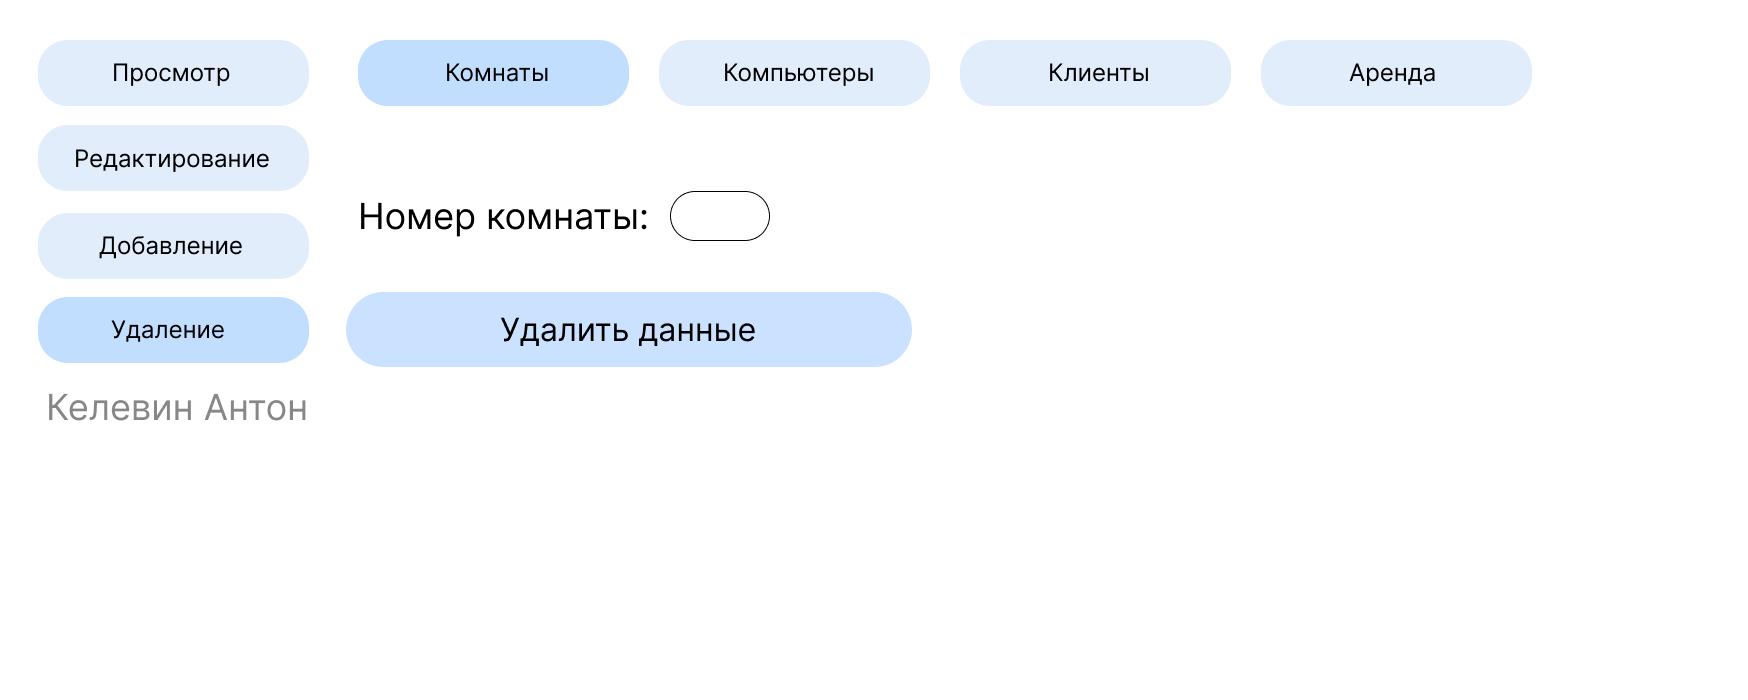 Просмотр
Комнаты
Компьютеры
Клиенты
Аренда
Редактирование
Номер комнаты:
Добавление
Удаление
Удалить данные
Келевин Антон